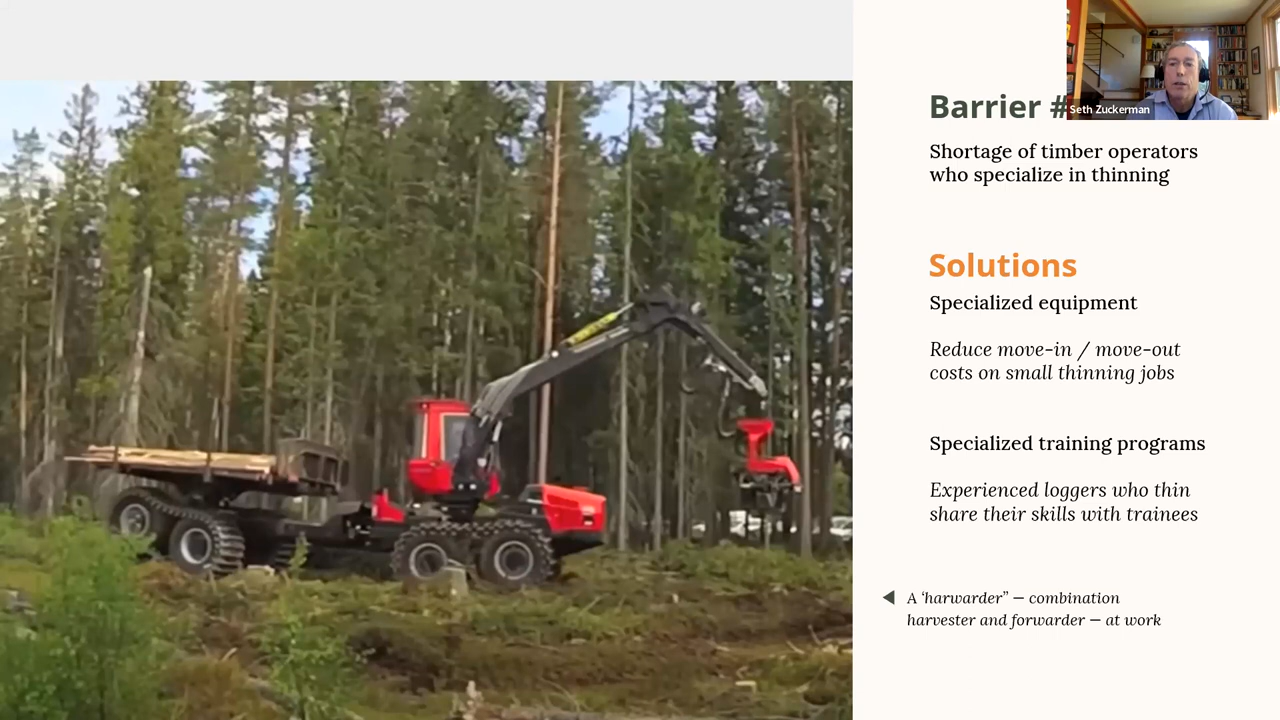 Barrier #
Seth Zuckerman
Shortage of timber operators
who specialize in thinning
Solutions
Specialized equipment
Reduce move-in / move-out
costs on small thinning jobs
Specialized training programs
Experienced loggers who thin
share their skills with trainees
A ‘harwarder” — combination
harvester and forwarder — at work